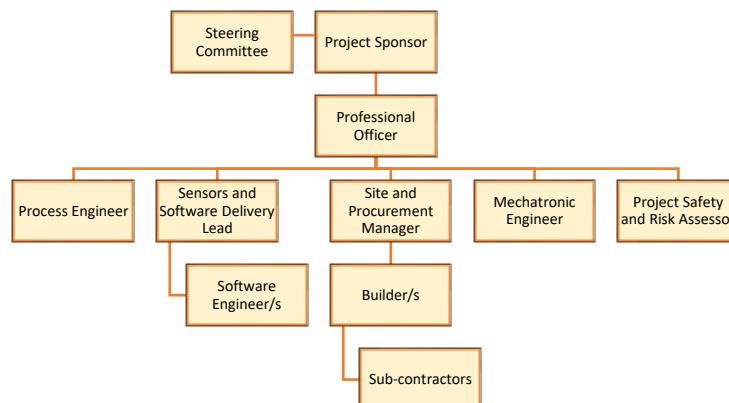 Steering
Committee
Project Sponsor
Professional
Officer
Process Engineer
Sensors and
Software Delivery
Lead
Site and
Procurement
Manager
Mechatronic
Engineer
Project Safety
and Risk Assesso
Software
Engineer/s
Builder/s
Sub-contractors